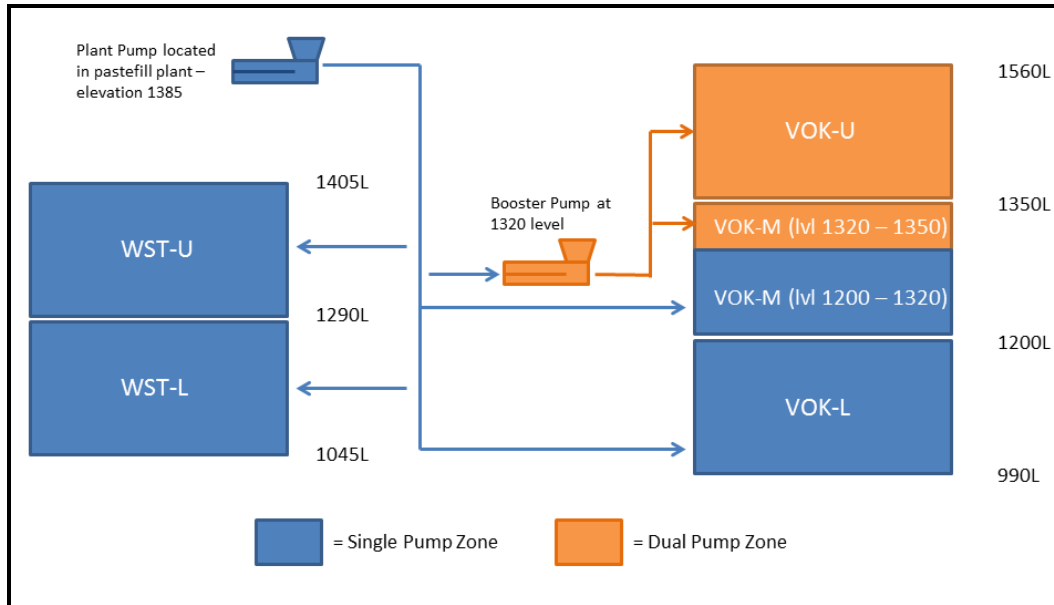 Plant Pump located
in pastefill plant –
elevation 1385
1560L
VOK-U
1405L
Booster Pump at
1320 level
1350L
VOK-M (lvl 1320 – 1350)
WST-U
VOK-M (lvl 1200 – 1320)
1290L
1200L
WST-L
VOK-L
1045L
990L
= Single Pump Zone
= Dual Pump Zone